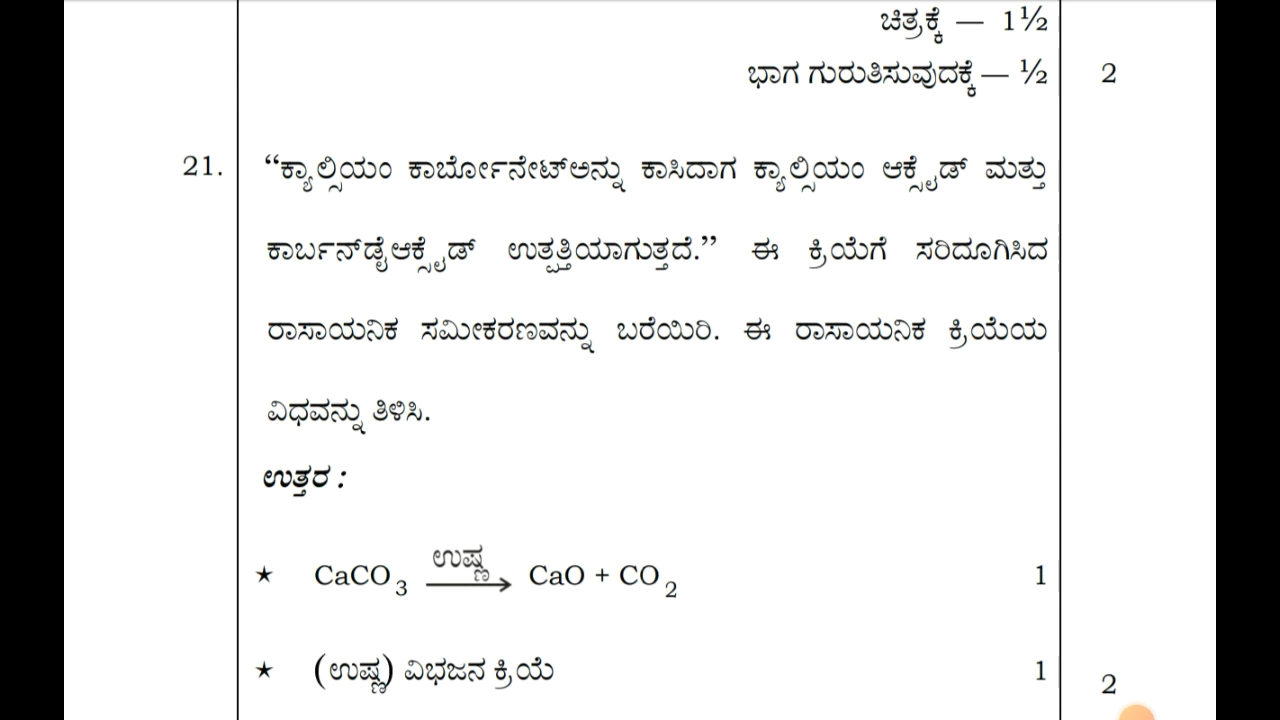 ಚಿತ್ರಕ್ಕೆ — 1½
ಭಾಗ ಗುರುತಿಸುವುದಕ್ಕೆ — ½ 2
21. “ಕ್ಯಾಲ್ಸಿಯಂ ಕಾರ್ಬೋನೇಟ್‌ಅನ್ನು ಕಾಸಿದಾಗ ಕ್ಯಾಲ್ಸಿಯಂ ಆಕ್ಸೈಡ್ ಮತ್ತು
ಕಾರ್ಬನ್‌ಡೈಆಕ್ಸೈಡ್ ಉತ್ಪತ್ತಿಯಾಗುತ್ತದೆ.” ಈ ಕ್ರಿಯೆಗೆ ಸರಿದೂಗಿಸಿದ
ರಾಸಾಯನಿಕ ಸಮೀಕರಣವನ್ನು ಬರೆಯಿರಿ. ಈ ರಾಸಾಯನಿಕ ಕ್ರಿಯೆಯ
ವಿಧವನ್ನು ತಿಳಿಸಿ.
ಉತ್ತರ :
★ CaCO₃ ಉಷ್ಣ→ CaO + CO₂ 1
★ (ಉಷ್ಣ) ವಿಭಜನ ಕ್ರಿಯೆ 1 2